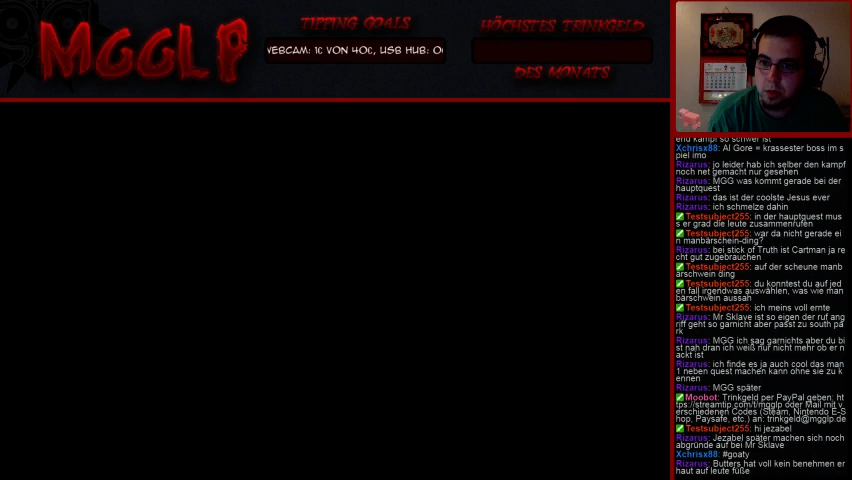 MGGLP
TIPPING GOALS
WEBCAM: 1€ VON 40€, USB HUB: 0
HÖCHSTES TRINKGELD
DES MONATS
end kampf so schwer ist
Xchrisx88: Al Gore = krassester boss im s
piel imo
Rizarus: jo leider hab ich selber den kampf
noch net gemacht nur gesehen
Rizarus: MGG was kommt gerade bei der
hauptquest
Rizarus: das ist der coolste Jesus ever
Rizarus: ich schmelze dahin
Testsubject255: in der hauptquest mus
s er grad die leute zusammenrufen
Testsubject255: war da nicht gerade ei
n manbärschein-ding?
Rizarus: bei stick of Truth ist Cartman ja re
cht gut zugebrauchen
Testsubject255: auf der scheune manb
ärschwein ding
Testsubject255: du konntest du auf jed
en fall irgendwas auswählen, was wie man
bärschwein aussah
Testsubject255: ich meins voll ernte
Rizarus: Mr Sklave ist so eigen der ruf ang
riff geht so garnicht aber passt zu south pa
rk
Rizarus: MGG ich sag garnichts aber du bi
st nah dran ich weiß nur nicht mehr ob er n
ackt ist
Rizarus: ich finde es ja auch cool das man
1 neben quest machen kann ohne sie zu k
ennen
Rizarus: MGG später
Moobot: Trinkgeld per PayPal geben: ht
tps://streamtip.com/t/mgglp oder Mail mit v
erschiedenen Codes (Steam, Nintendo E-S
hop, Paysafe, etc.) an: trinkgeld@mgglp.de
Testsubject255: hi jezabel
Rizarus: Jezabel später machen sich noch
abgründe auf bei Mr Sklave
Xchrisx88: #goaty
Rizarus: Butters hat voll kein benehmen er
haut auf leute füße